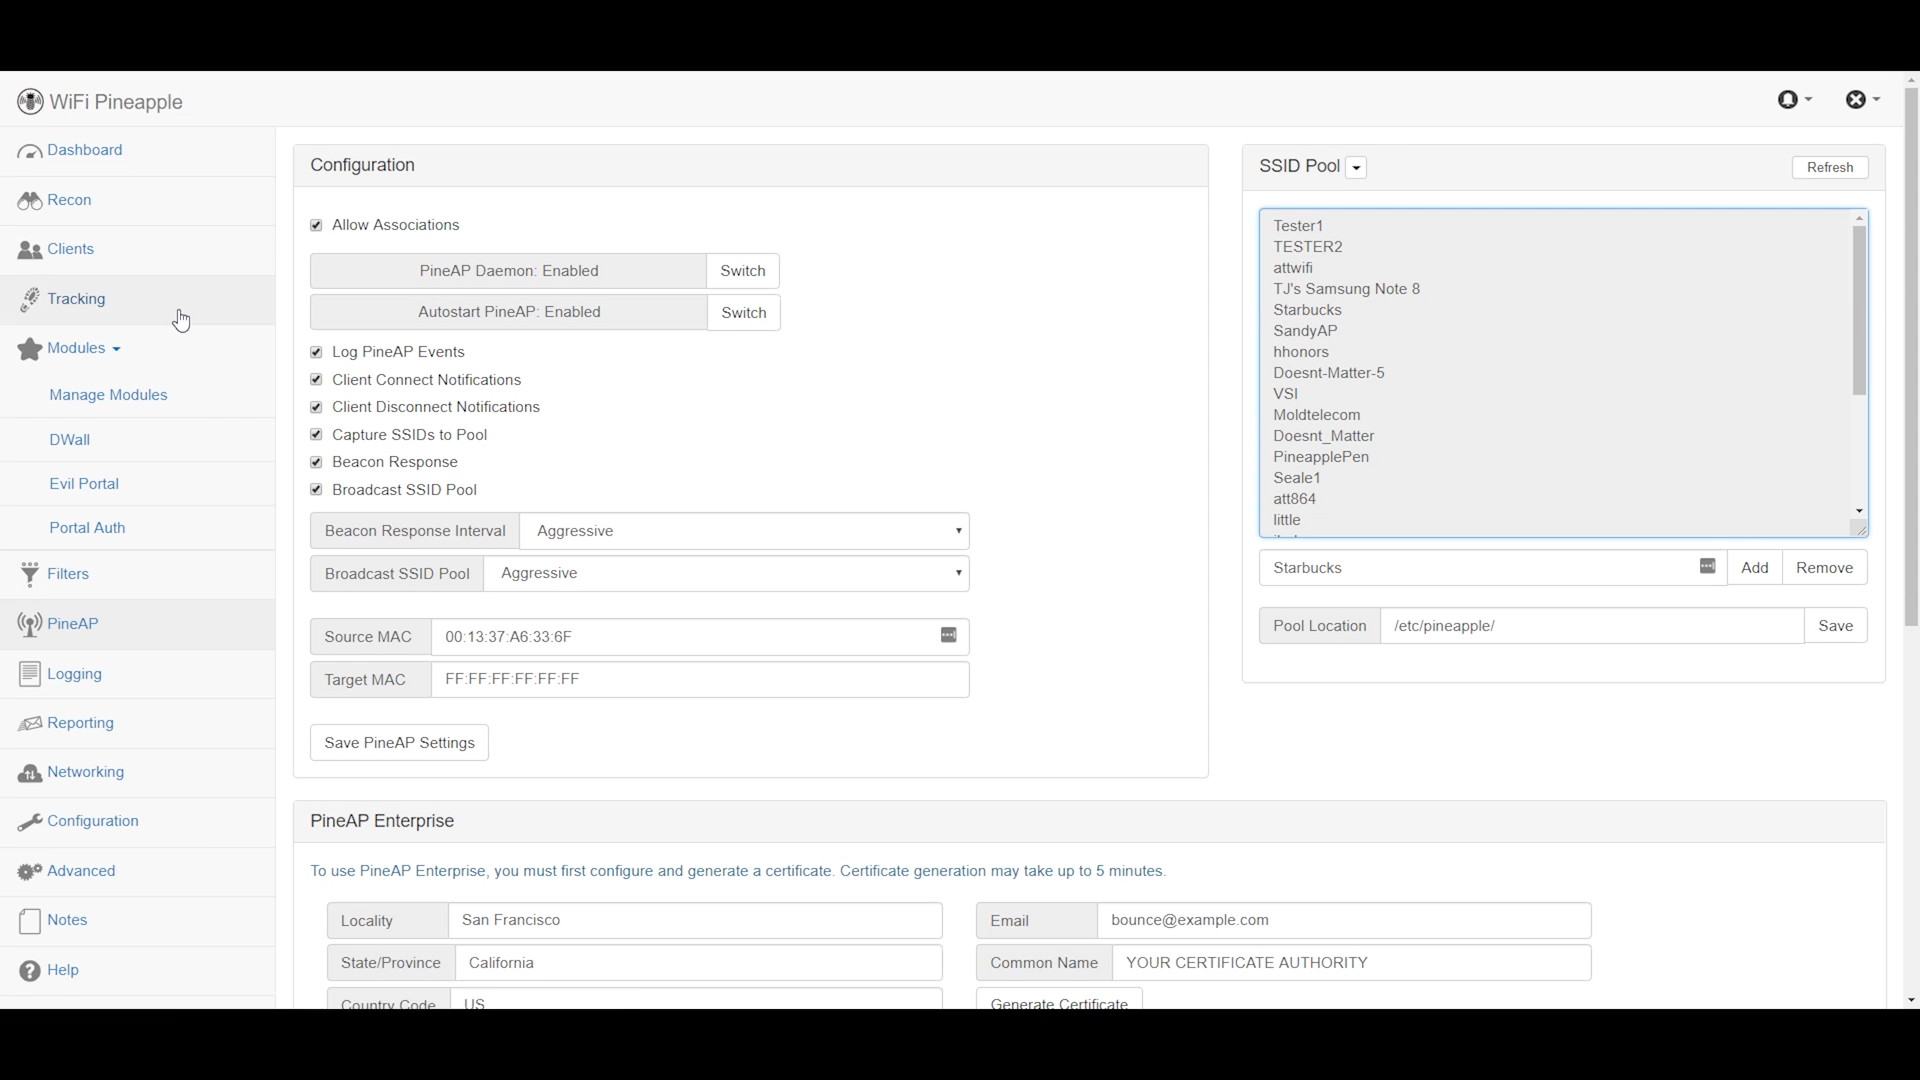 WiFi Pineapple
Dashboard
Recon
Clients
Tracking
Modules
Manage Modules
DWall
Evil Portal
Portal Auth
Filters
PineAP
Logging
Reporting
Networking
Configuration
Advanced
Notes
Help
Configuration
Allow Associations
PineAP Daemon: Enabled Switch
Autostart PineAP: Enabled Switch
Log PineAP Events
Client Connect Notifications
Client Disconnect Notifications
Capture SSIDs to Pool
Beacon Response
Broadcast SSID Pool
Beacon Response Interval Aggressive
Broadcast SSID Pool Aggressive
Source MAC 00:13:37:A6:33:6F
Target MAC FF:FF:FF:FF:FF:FF
Save PineAP Settings
SSID Pool Refresh
Tester1
TESTER2
attwifi
TJ's Samsung Note 8
Starbucks
SandyAP
hhonors
Doesnt-Matter-5
VSI
Moldtelecom
Doesnt_Matter
PineapplePen
Seale1
att864
little
Starbucks Add Remove
Pool Location /etc/pineapple/ Save
PineAP Enterprise
To use PineAP Enterprise, you must first configure and generate a certificate. Certificate generation may take up to 5 minutes.
Locality San Francisco Email bounce@example.com
State/Province California Common Name YOUR CERTIFICATE AUTHORITY
Country Code US Generate Certificate